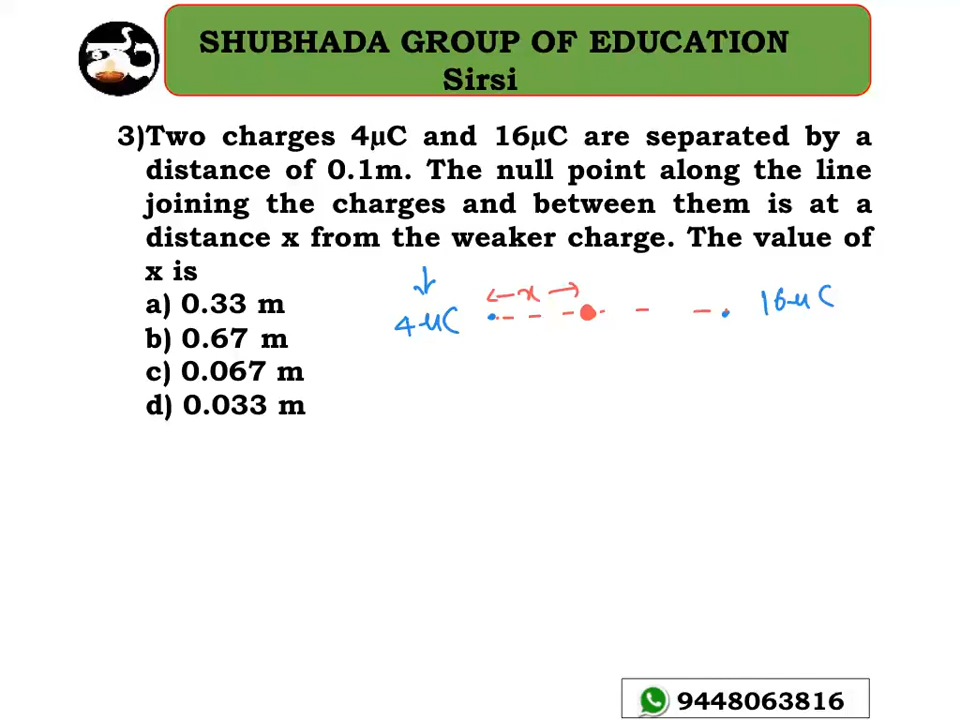 SHUBHADA GROUP OF EDUCATION
Sirsi
3)Two charges 4µC and 16µC are separated by a
distance of 0.1m. The null point along the line
joining the charges and between them is at a
distance x from the weaker charge. The value of
x is
a) 0.33 m
b) 0.67 m
c) 0.067 m
d) 0.033 m
x
4µC
16µC
9448063816